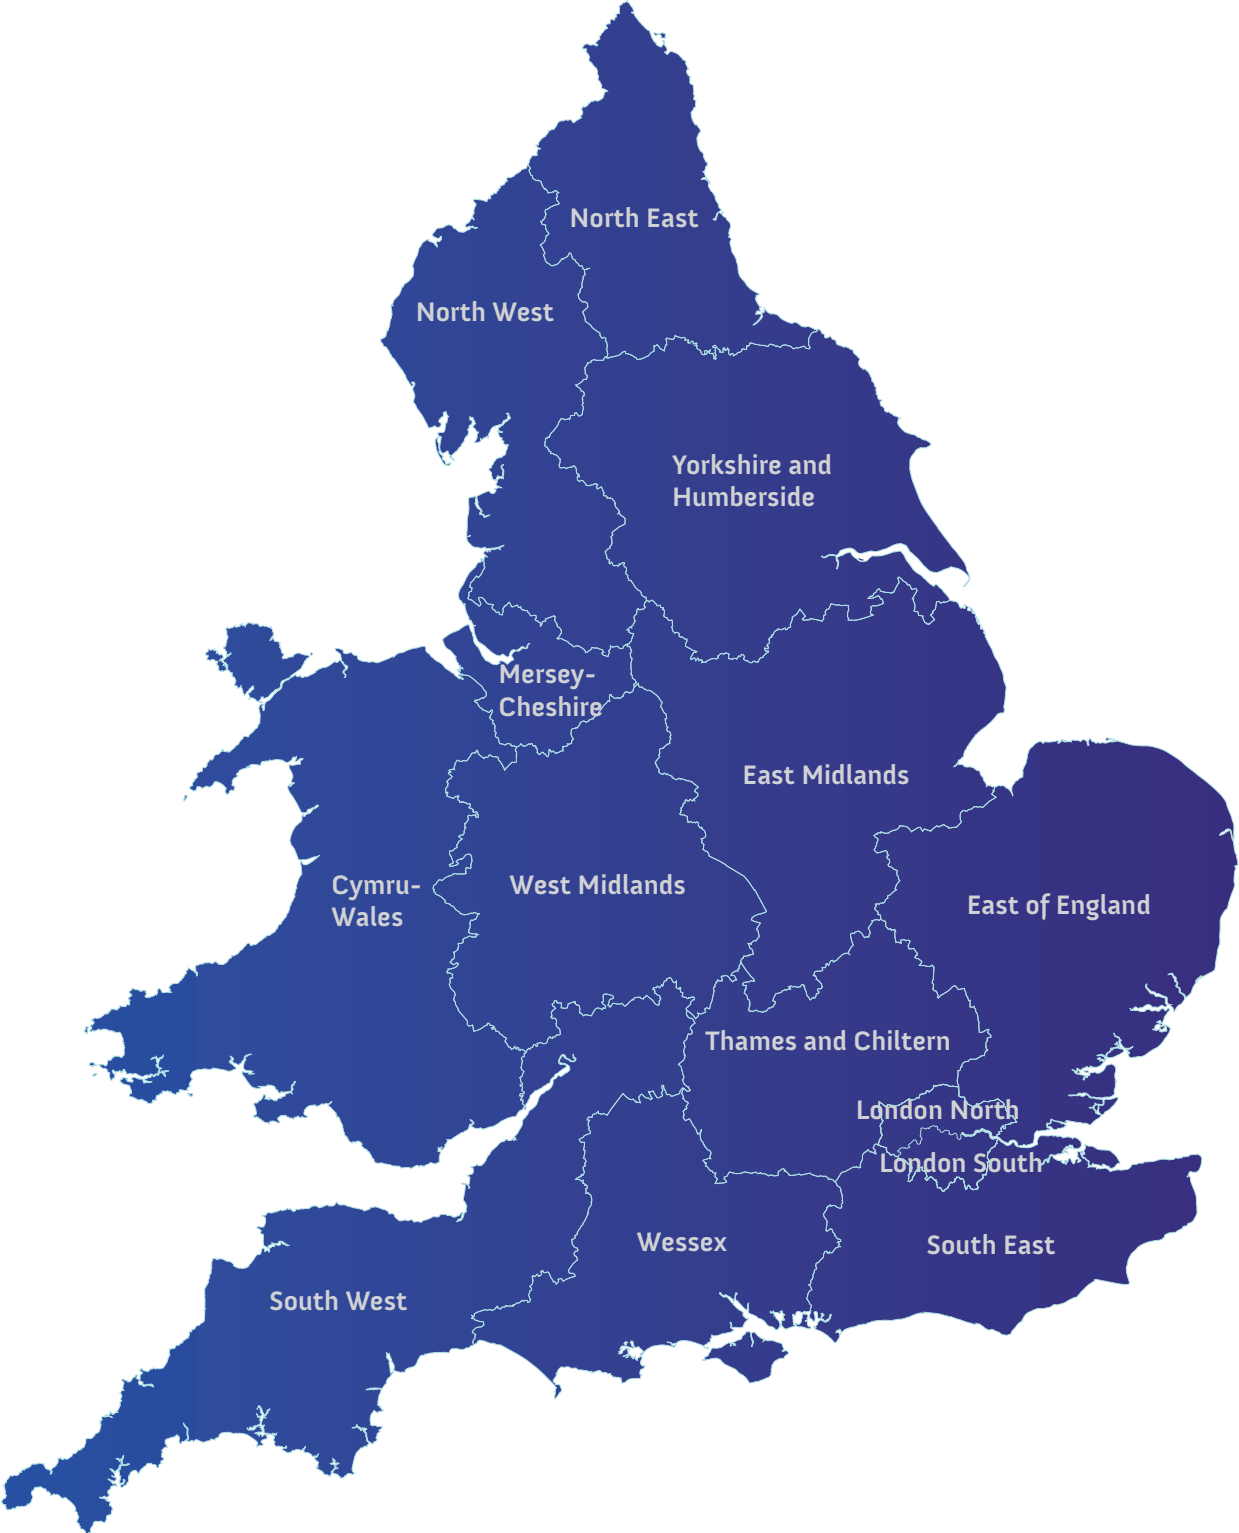 North East
North West
Yorkshire and
Humberside
Mersey-
Cheshire
East Midlands
Cymru-
Wales
West Midlands
East of England
Thames and Chiltern
London North
London South
Wessex
South East
South West